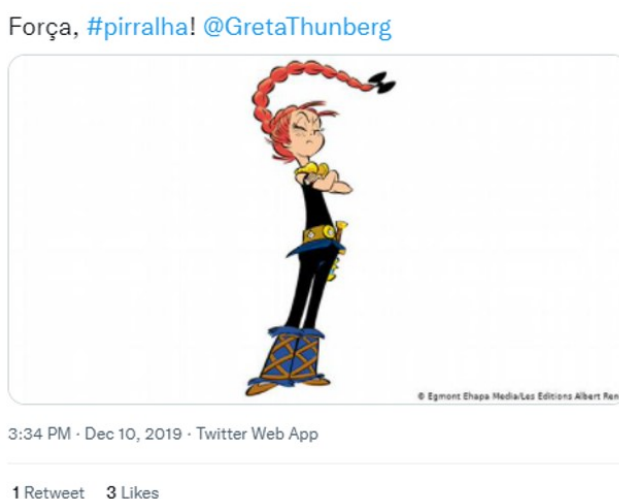 Força, #pirralha! @GretaThunberg
© Egmont Ehapa Media/Les Editions Albert Ren
3:34 PM · Dec 10, 2019 · Twitter Web App
1 Retweet 3 Likes